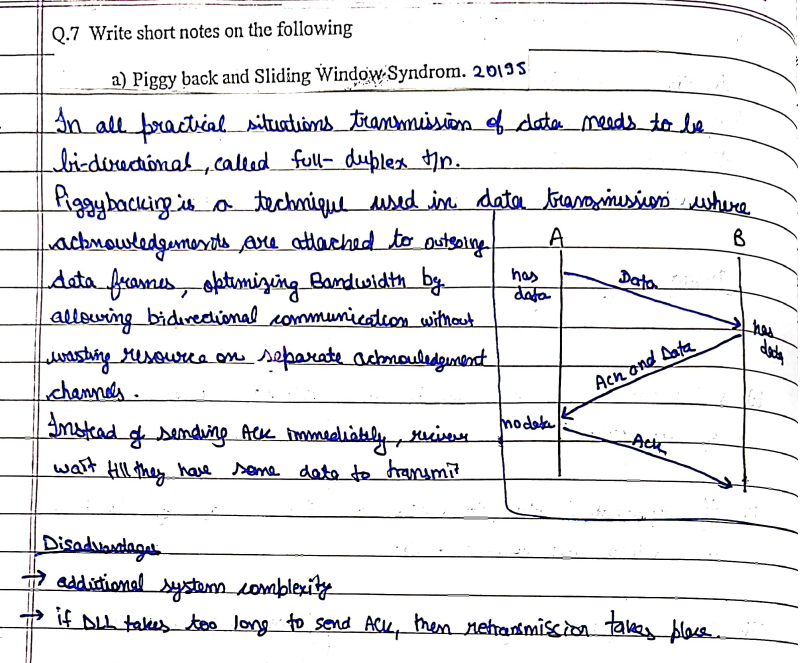 Q.7 Write short notes on the following
a) Piggy back and Sliding Window Syndrom. 2019S
In all practical situations transmission of data needs to be
bi-directional, called full-duplex t/n.
Piggybacking is a technique used in data transmission where
acknowledgements are attached to outgoing
data frames, optimizing Bandwidth by
allowing bidirectional communication without
wasting resource on separate acknowledgement
channels.
Instead of sending Ack immediately, reciever
wait till they have some data to transmit
A B
has
data
Data
has
data
Ack and Data
no data
Ack
Disadvantages
→ additional system complexity
→ if DLL takes too long to send ACK, then retransmission takes place.